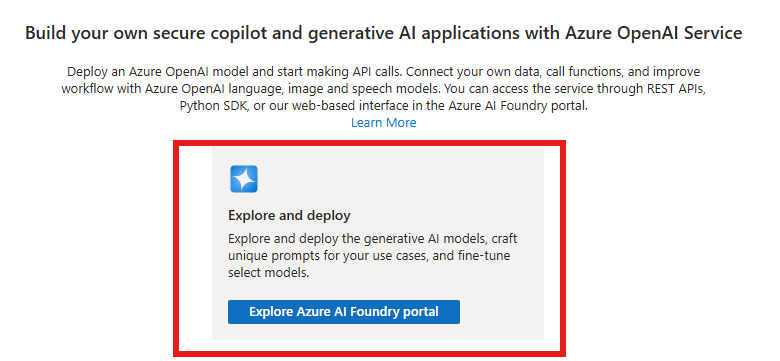 Build your own secure copilot and generative AI applications with Azure OpenAI Service
Deploy an Azure OpenAI model and start making API calls. Connect your own data, call functions, and improve
workflow with Azure OpenAI language, image and speech models. You can access the service through REST APIs,
Python SDK, or our web-based interface in the Azure AI Foundry portal.
Learn More
Explore and deploy
Explore and deploy the generative AI models, craft
unique prompts for your use cases, and fine-tune
select models.
Explore Azure AI Foundry portal